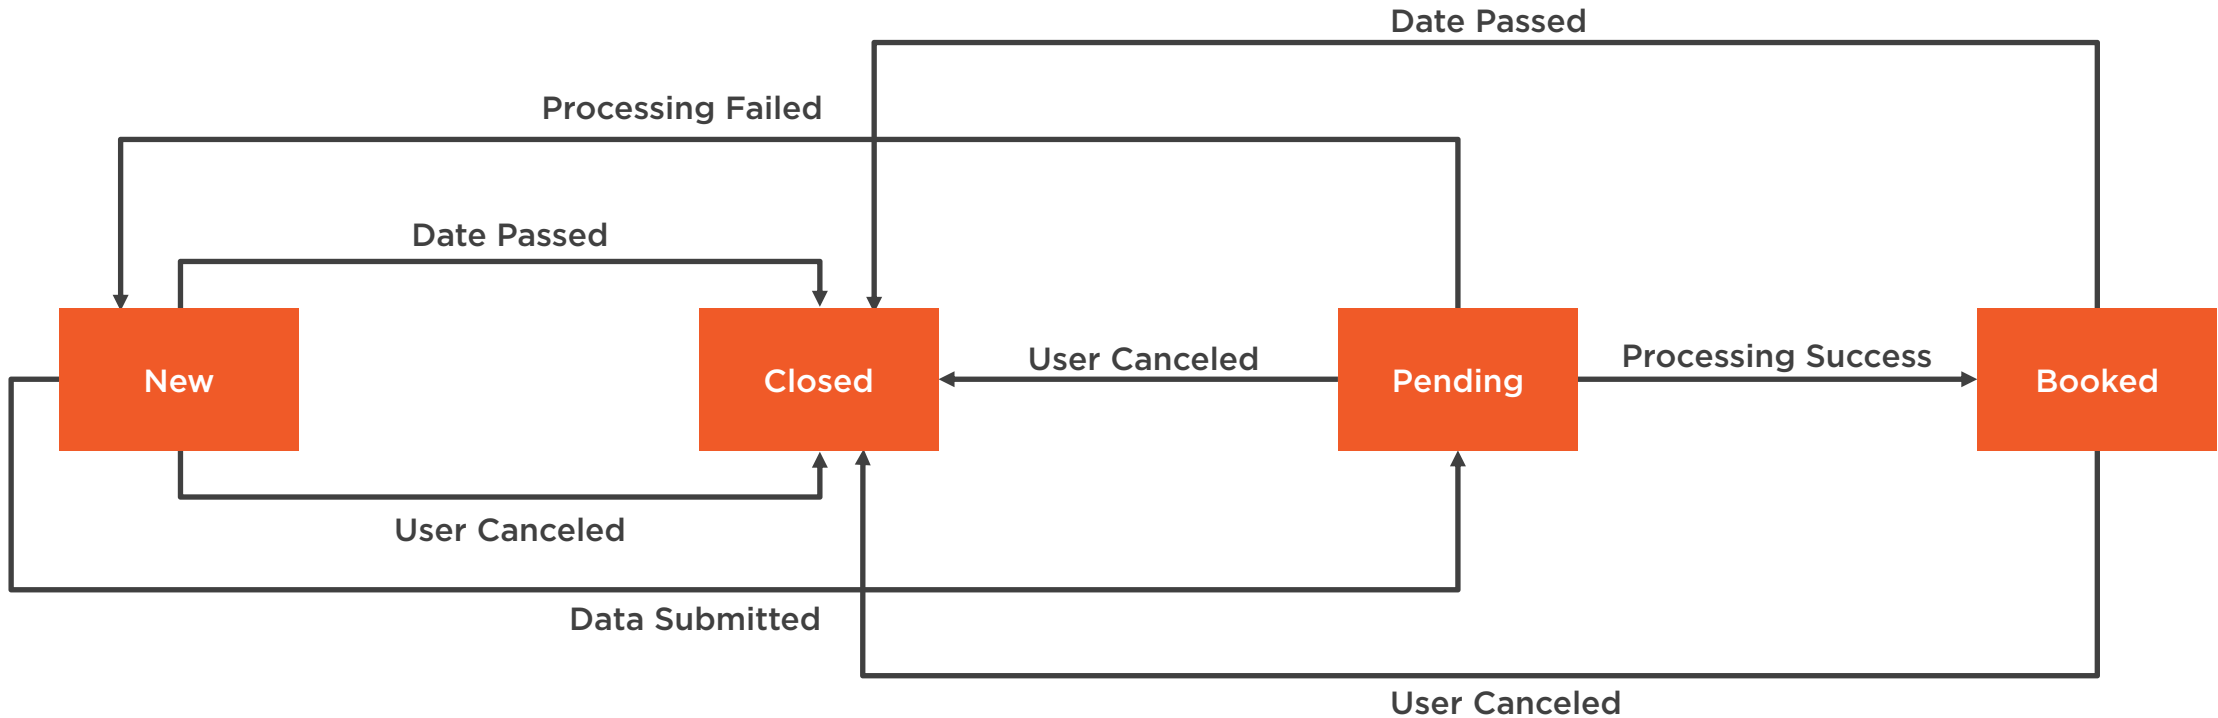 Date Passed
Processing Failed
Date Passed
New
Closed
User Canceled
Pending
Processing Success
Booked
User Canceled
Data Submitted
User Canceled